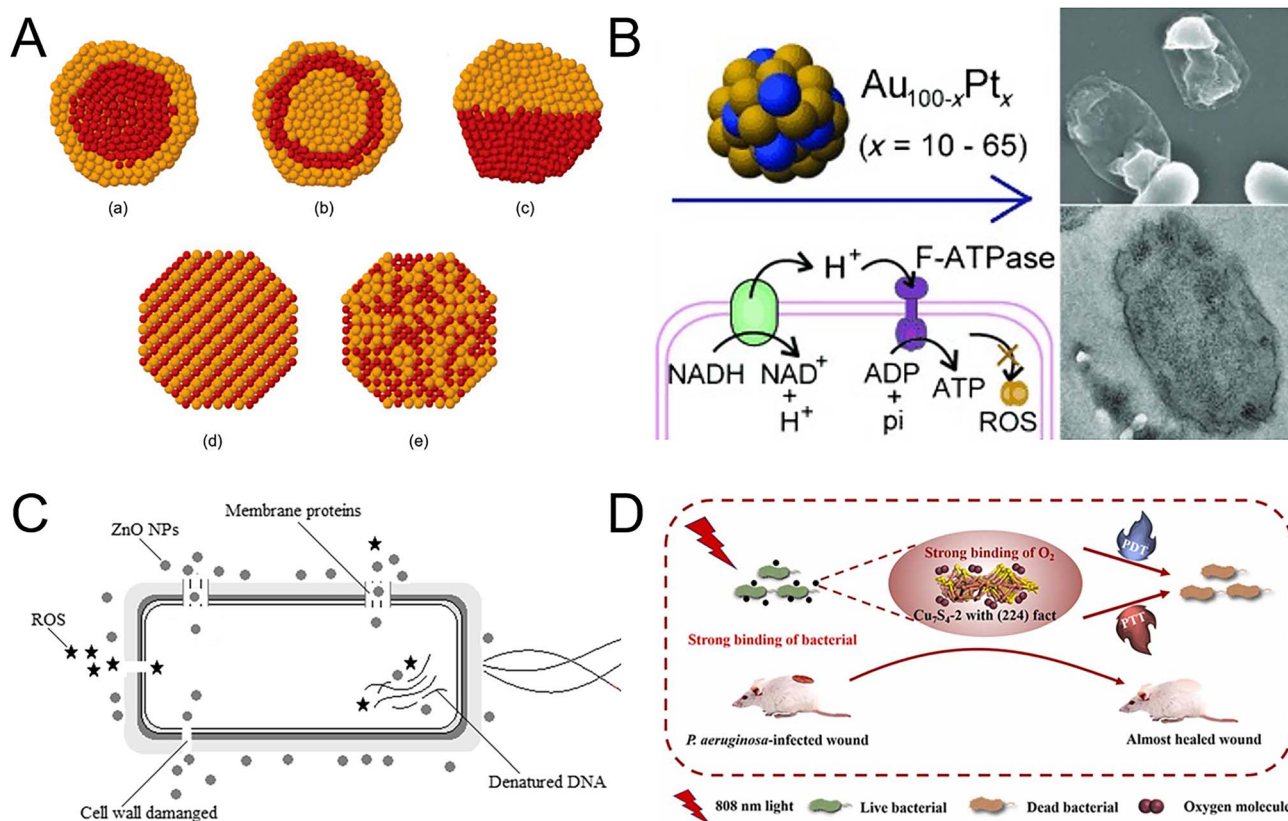 A
(a)
(b)
(c)
(d)
(e)
B
Au100-xPtx
(x = 10 - 65)
H+
F-ATPase
NADH
NAD+
+
H+
ADP
+
pi
ATP
ROS
C
ZnO NPs
Membrane proteins
ROS
Denatured DNA
Cell wall damaged
D
Strong binding of O2
Cu7S4-2 with (224) fact
PDT
PTT
Strong binding of bacterial
P. aeruginosa-infected wound
Almost healed wound
808 nm light
Live bacterial
Dead bacterial
Oxygen molecule